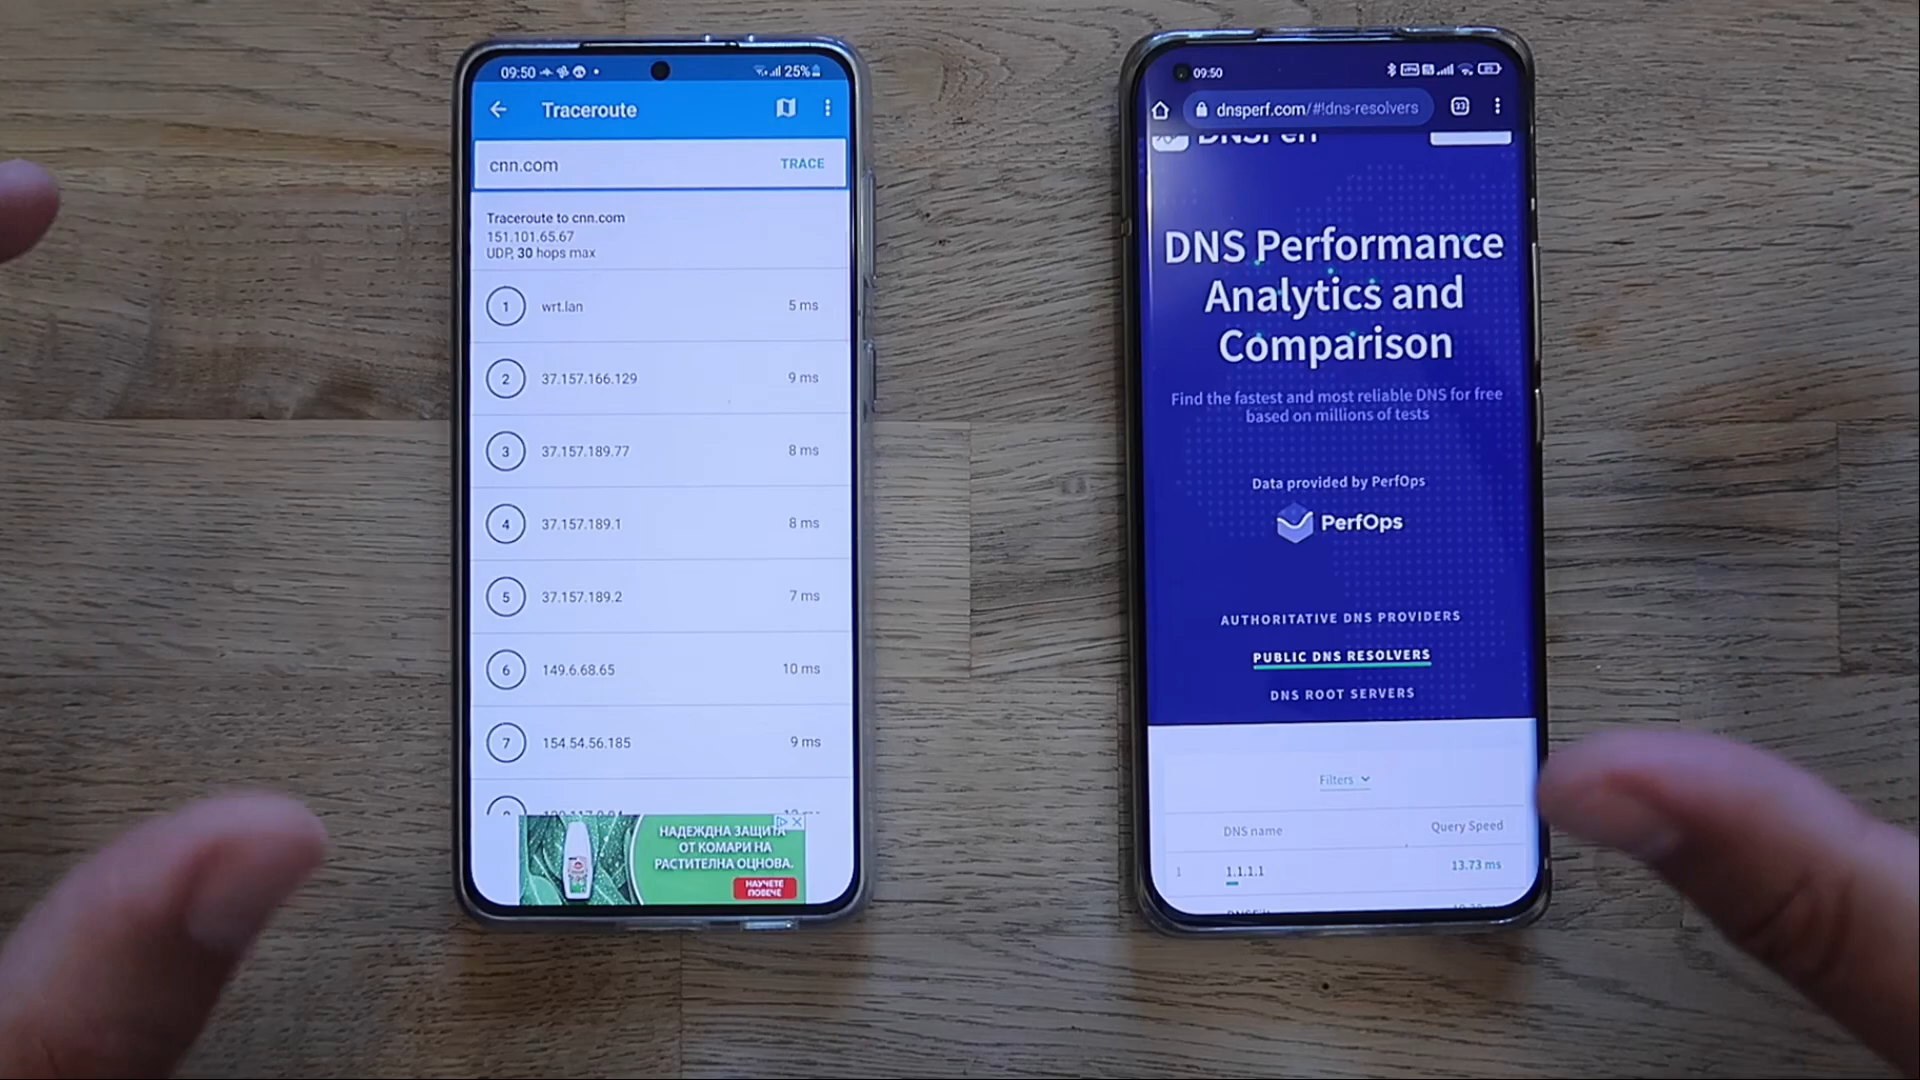 09:50
25%
Traceroute
cnn.com
TRACE
Traceroute to cnn.com
151.101.65.67
UDP, 30 hops max
1 wrt.lan 5 ms
2 37.157.166.129 9 ms
3 37.157.189.77 8 ms
4 37.157.189.1 8 ms
5 37.157.189.2 7 ms
6 149.6.68.65 10 ms
7 154.54.56.185 9 ms
НАДЕЖДНА ЗАЩИТА
ОТ КОМАРИ НА
РАСТИТЕЛНА ОЦНОВА.
НАУЧЕТЕ
ПОВЕЧЕ
09:50
dnsperf.com/#!dns-resolvers
33
DNS Performance
Analytics and
Comparison
Find the fastest and most reliable DNS for free
based on millions of tests
Data provided by PerfOps
PerfOps
AUTHORITATIVE DNS PROVIDERS
PUBLIC DNS RESOLVERS
DNS ROOT SERVERS
Filters
DNS name Query Speed
1 1.1.1.1 13.73 ms